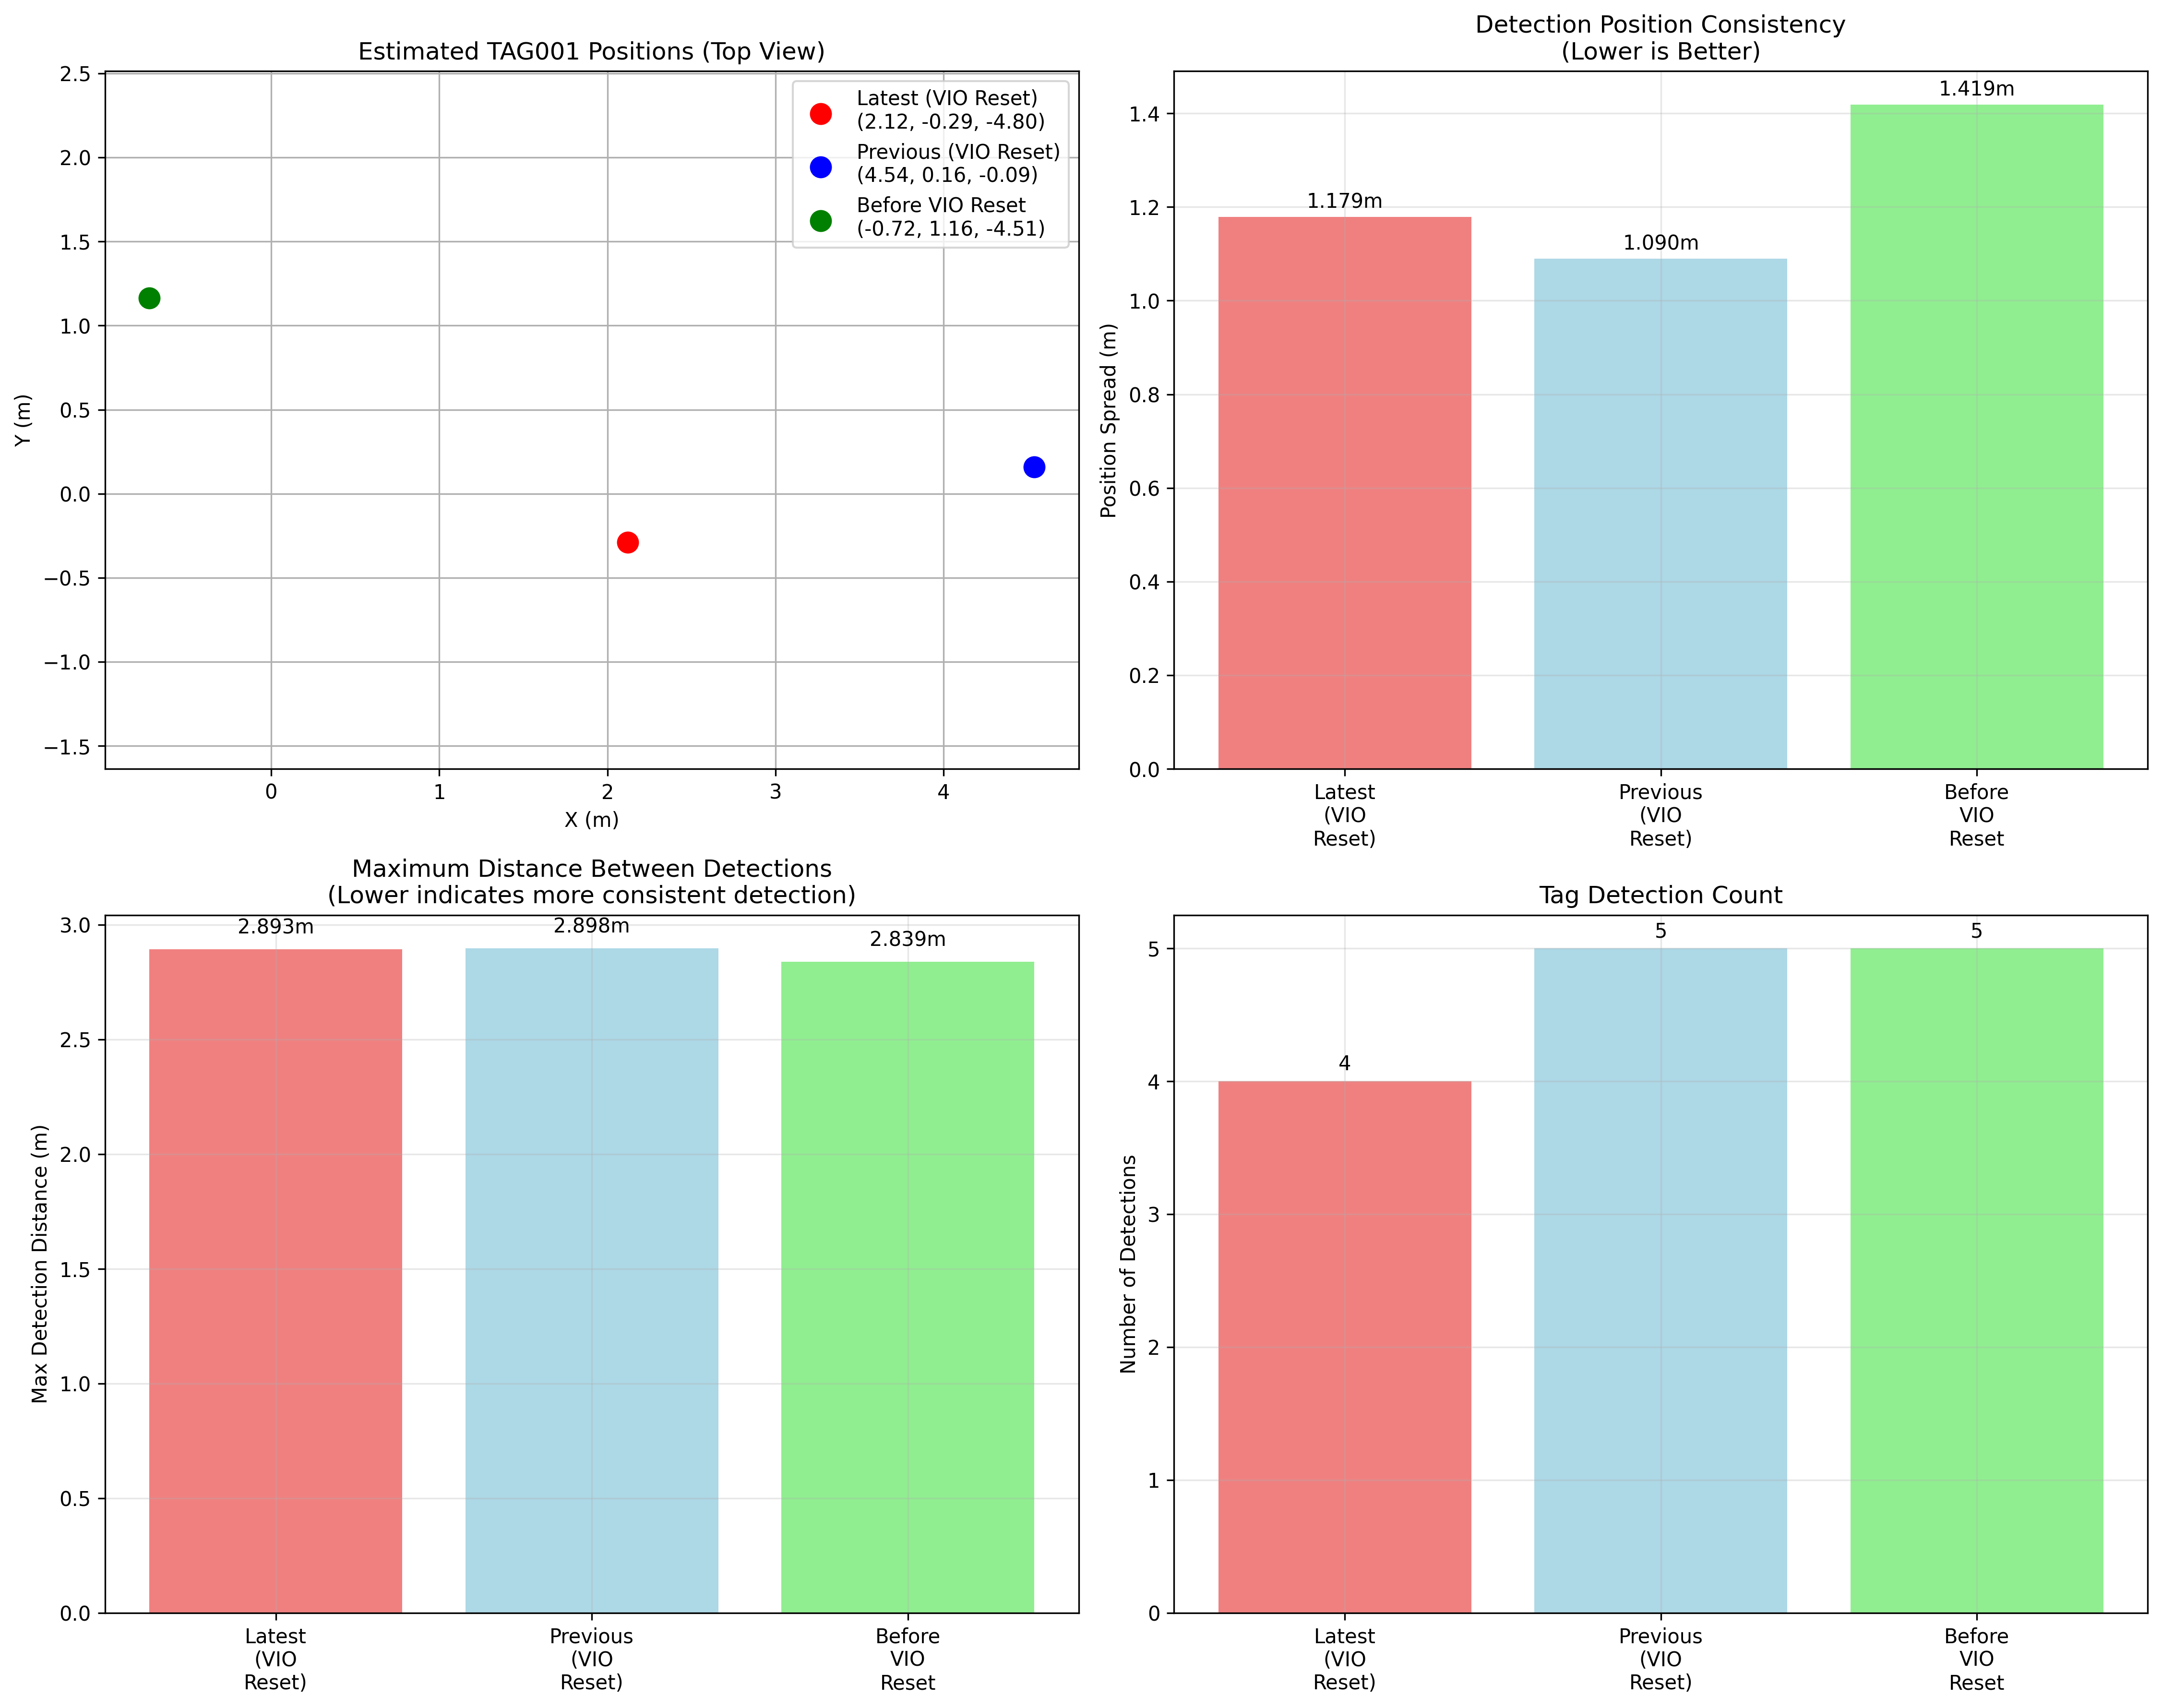 Estimated TAG001 Positions (Top View)
2.5
2.0
1.5
1.0
0.5
0.0
−0.5
−1.0
−1.5
Y (m)
Latest (VIO Reset)
(2.12, -0.29, -4.80)
Previous (VIO Reset)
(4.54, 0.16, -0.09)
Before VIO Reset
(-0.72, 1.16, -4.51)
0
1
2
3
4
X (m)
Detection Position Consistency
(Lower is Better)
1.4
1.2
1.0
0.8
0.6
0.4
0.2
0.0
Position Spread (m)
1.179m
1.090m
1.419m
Latest
(VIO
Reset)
Previous
(VIO
Reset)
Before
VIO
Reset
Maximum Distance Between Detections
(Lower indicates more consistent detection)
3.0
2.5
2.0
1.5
1.0
0.5
0.0
Max Detection Distance (m)
2.893m
2.898m
2.839m
Latest
(VIO
Reset)
Previous
(VIO
Reset)
Before
VIO
Reset
Tag Detection Count
5
4
3
2
1
0
Number of Detections
4
5
5
Latest
(VIO
Reset)
Previous
(VIO
Reset)
Before
VIO
Reset